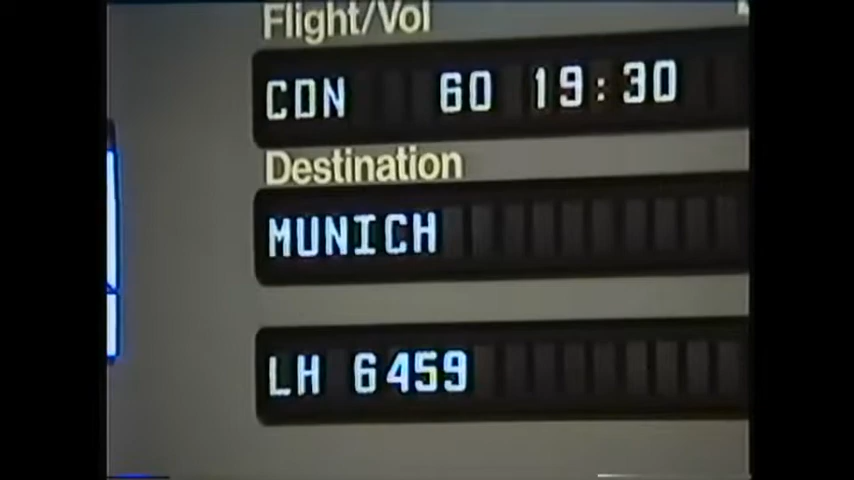 Flight/Vol
CDN 60 19:30
Destination
MUNICH
LH 6459